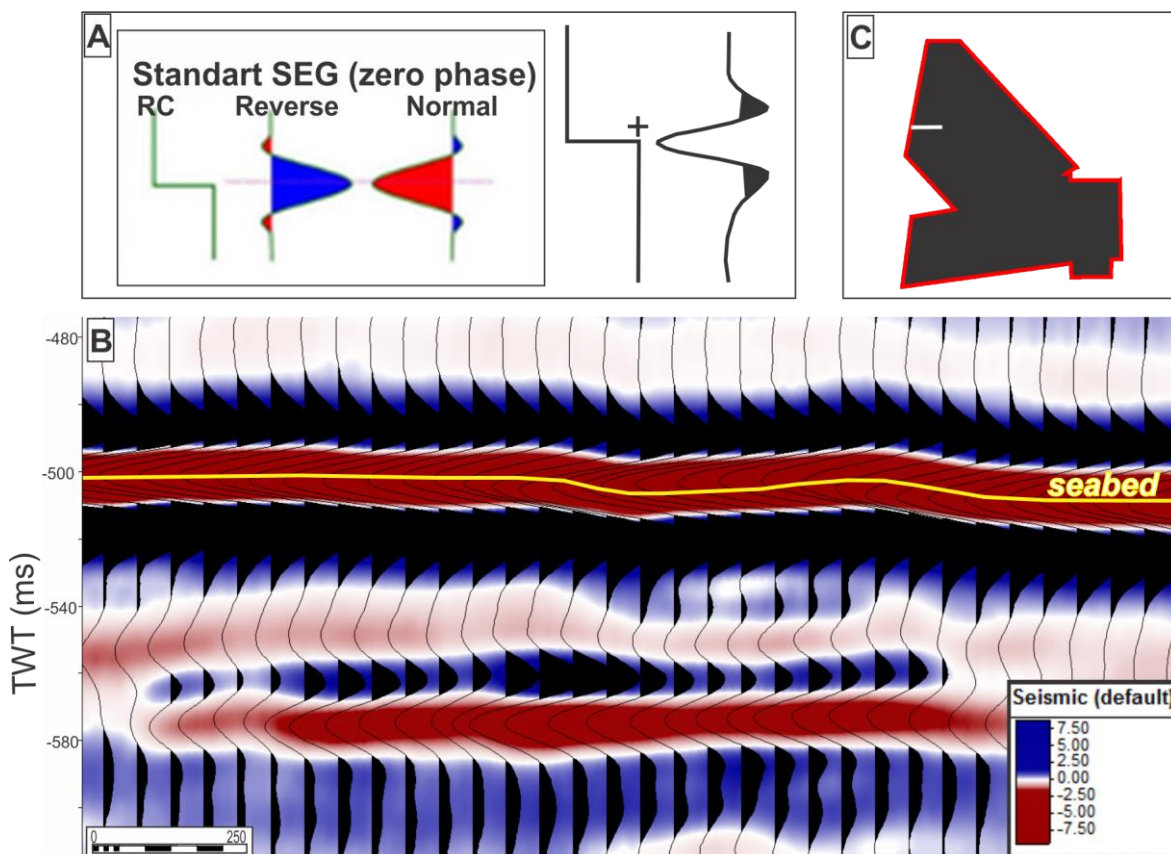 A
Standart SEG (zero phase)
RC Reverse Normal
+
C
B
-480
-500
-540
-580
TWT (ms)
seabed
Seismic (default)
7.50
5.00
2.50
0.00
-2.50
-5.00
-7.50
0 250